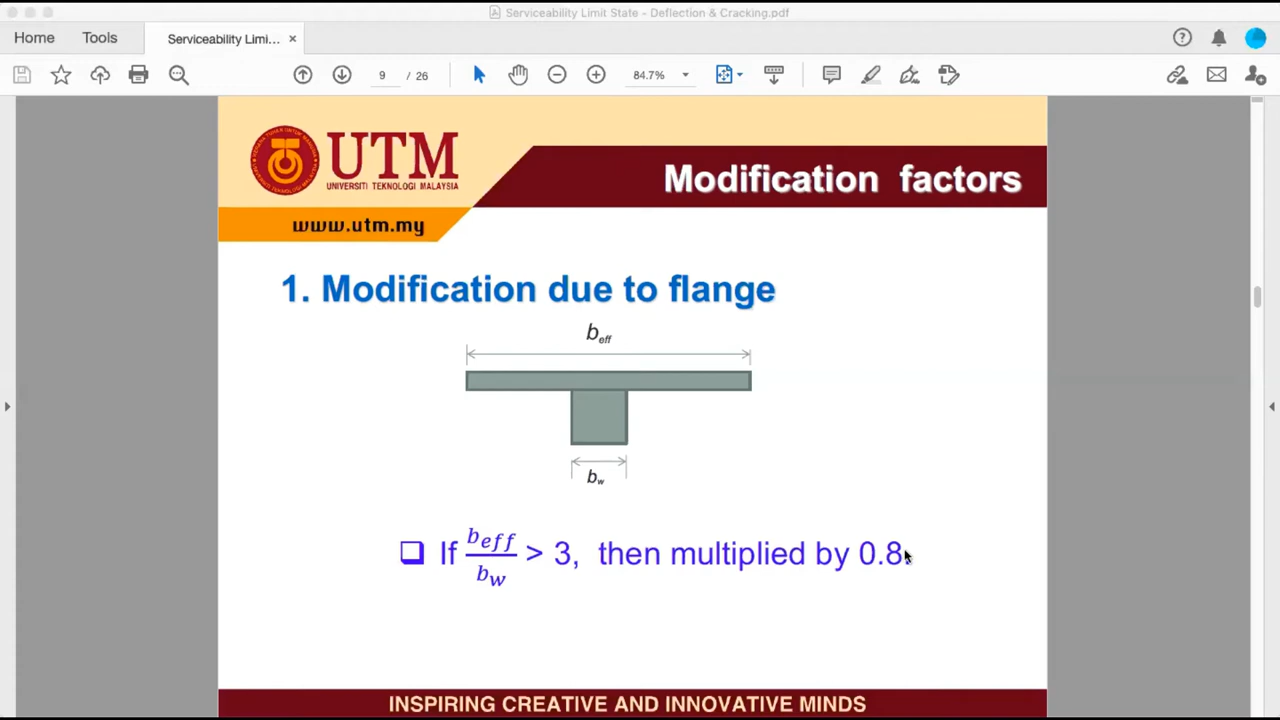 Serviceability Limit State - Deflection & Cracking.pdf
Home Tools Serviceability Limi... ×
9 / 26 84.7%
UTM
UNIVERSITI TEKNOLOGI MALAYSIA
Modification factors
www.utm.my
1. Modification due to flange
b_eff
b_w
If b_eff/b_w > 3, then multiplied by 0.8.
INSPIRING CREATIVE AND INNOVATIVE MINDS